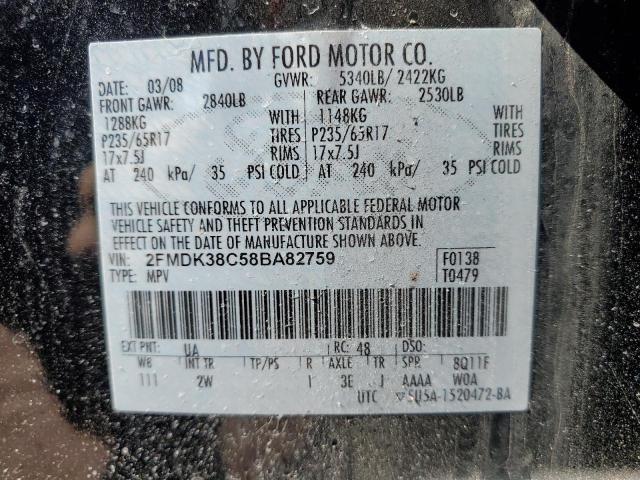 MFD. BY FORD MOTOR CO.
DATE: 03/08 GVWR: 5340LB/ 2422KG
FRONT GAWR: 2840LB REAR GAWR: 2530LB
1288KG WITH 1148KG WITH
P235/65R17 TIRES P235/65R17 TIRES
17x7.5J RIMS 17x7.5J RIMS
AT 240 kPa/ 35 PSI COLD AT 240 kPa/ 35 PSI COLD
THIS VEHICLE CONFORMS TO ALL APPLICABLE FEDERAL MOTOR
VEHICLE SAFETY AND THEFT PREVENTION STANDARDS IN
EFFECT ON THE DATE OF MANUFACTURE SHOWN ABOVE.
VIN: 2FMDK38C58BA82759 F0138
TYPE: MPV T0479
EXT PNT: UA RC: 48 DSO:
WB INT TR TP/PS R AXLE TR SPR 8Q11F
111 2W I 3E J AAAA W0A
UTC 5U5A-1520472-BA